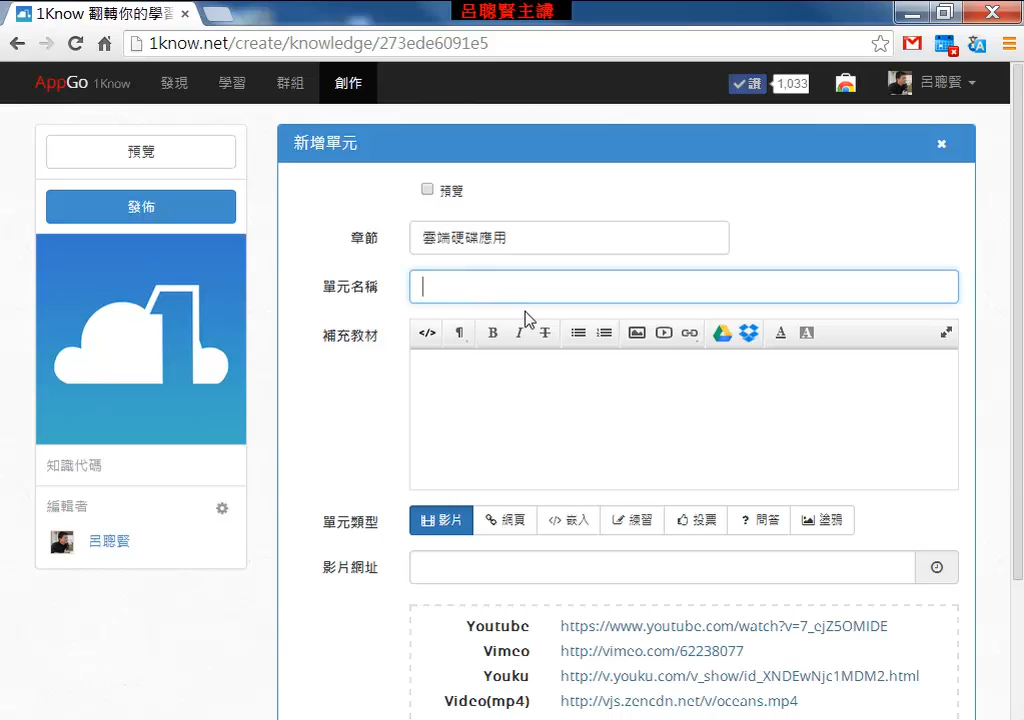 呂聰賢主講
1Know 翻轉你的學習
1know.net/create/knowledge/273ede6091e5
AppGo 1Know 發現 學習 群組 創作 讚 1,033 呂聰賢
預覽
發佈
知識代碼
編輯者
呂聰賢
新增單元
預覽
章節 雲端硬碟應用
單元名稱
補充教材
單元類型 影片 網頁 嵌入 練習 投票 問答 塗鴉
影片網址
Youtube https://www.youtube.com/watch?v=7_ejZ5OMIDE
Vimeo http://vimeo.com/62238077
Youku http://v.youku.com/v_show/id_XNDEwNjc1MDM2.html
Video(mp4) http://vjs.zencdn.net/v/oceans.mp4